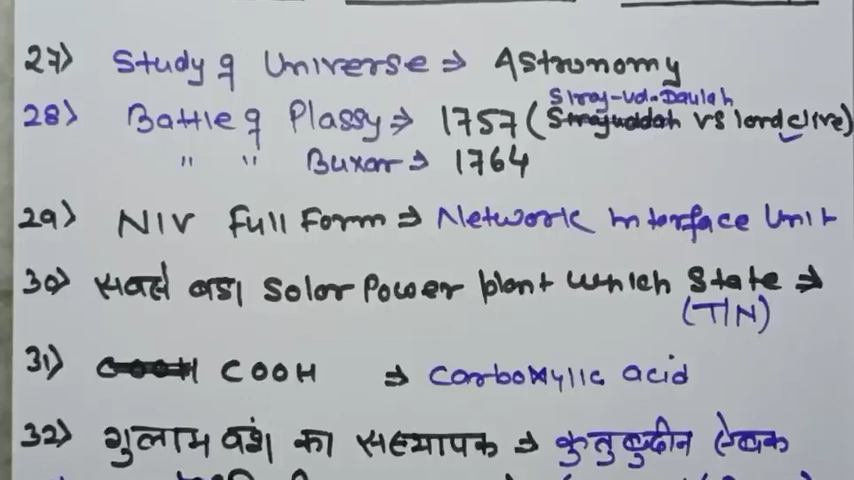 27) Study of Universe ⇒ Astronomy
Siraj-ud-Daulah
28) Battle of Plassy ⇒ 1757 (Sirajuddah vs lord clive)
" " Buxar → 1764
29) NIU Full Form ⇒ Network Interface Unit
30) सबसे बड़ा Solar Power plant which State ⇒
(T/N)
31) COOH COOH ⇒ Carboxylic acid
32) गुलाम वंश का संस्थापक ⇒ कुतुबुद्दीन ऐबक